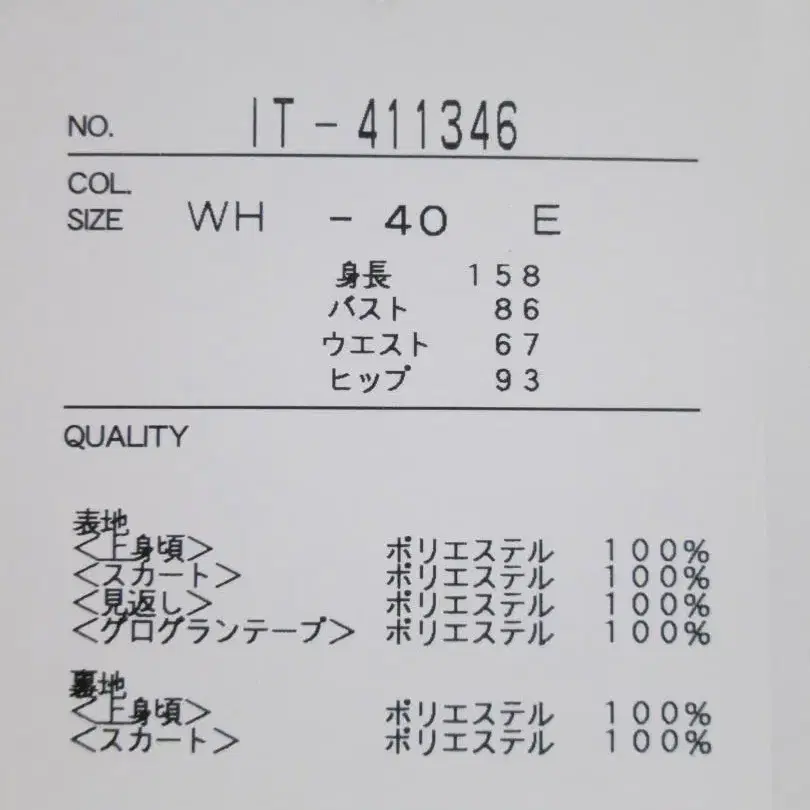 NO. IT-411346
COL.
SIZE WH - 40 E
身長 158
バスト 86
ウエスト 67
ヒップ 93
QUALITY
表地
<上身頃> ポリエステル 100%
<スカート> ポリエステル 100%
<見返し> ポリエステル 100%
<グログランテープ> ポリエステル 100%
裏地
<上身頃> ポリエステル 100%
<スカート> ポリエステル 100%